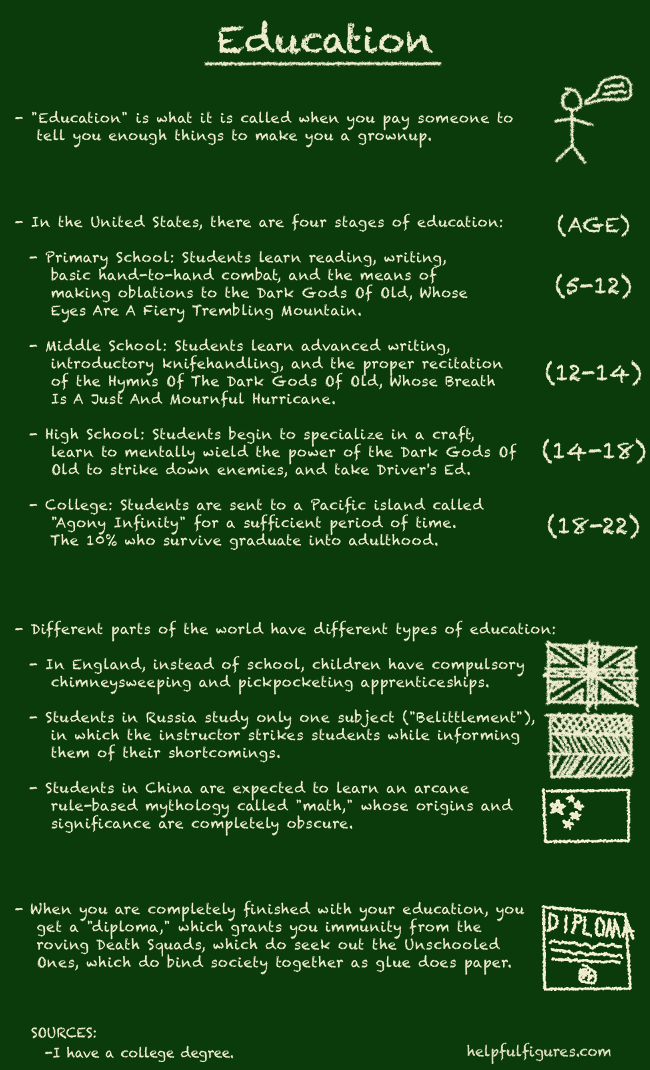 Education
- "Education" is what it is called when you pay someone to
tell you enough things to make you a grownup.
- In the United States, there are four stages of education:
(AGE)
- Primary School: Students learn reading, writing,
basic hand-to-hand combat, and the means of
making oblations to the Dark Gods Of Old, Whose
Eyes Are A Fiery Trembling Mountain.
(5-12)
- Middle School: Students learn advanced writing,
introductory knifehandling, and the proper recitation
of the Hymns Of The Dark Gods Of Old, Whose Breath
Is A Just And Mournful Hurricane.
(12-14)
- High School: Students begin to specialize in a craft,
learn to mentally wield the power of the Dark Gods Of
Old to strike down enemies, and take Driver's Ed.
(14-18)
- College: Students are sent to a Pacific island called
"Agony Infinity" for a sufficient period of time.
The 10% who survive graduate into adulthood.
(18-22)
- Different parts of the world have different types of education:
- In England, instead of school, children have compulsory
chimneysweeping and pickpocketing apprenticeships.
- Students in Russia study only one subject ("Belittlement"),
in which the instructor strikes students while informing
them of their shortcomings.
- Students in China are expected to learn an arcane
rule-based mythology called "math," whose origins and
significance are completely obscure.
- When you are completely finished with your education, you
get a "diploma," which grants you immunity from the
roving Death Squads, which do seek out the Unschooled
Ones, which do bind society together as glue does paper.
DIPLOMA
SOURCES:
-I have a college degree.
helpfulfigures.com